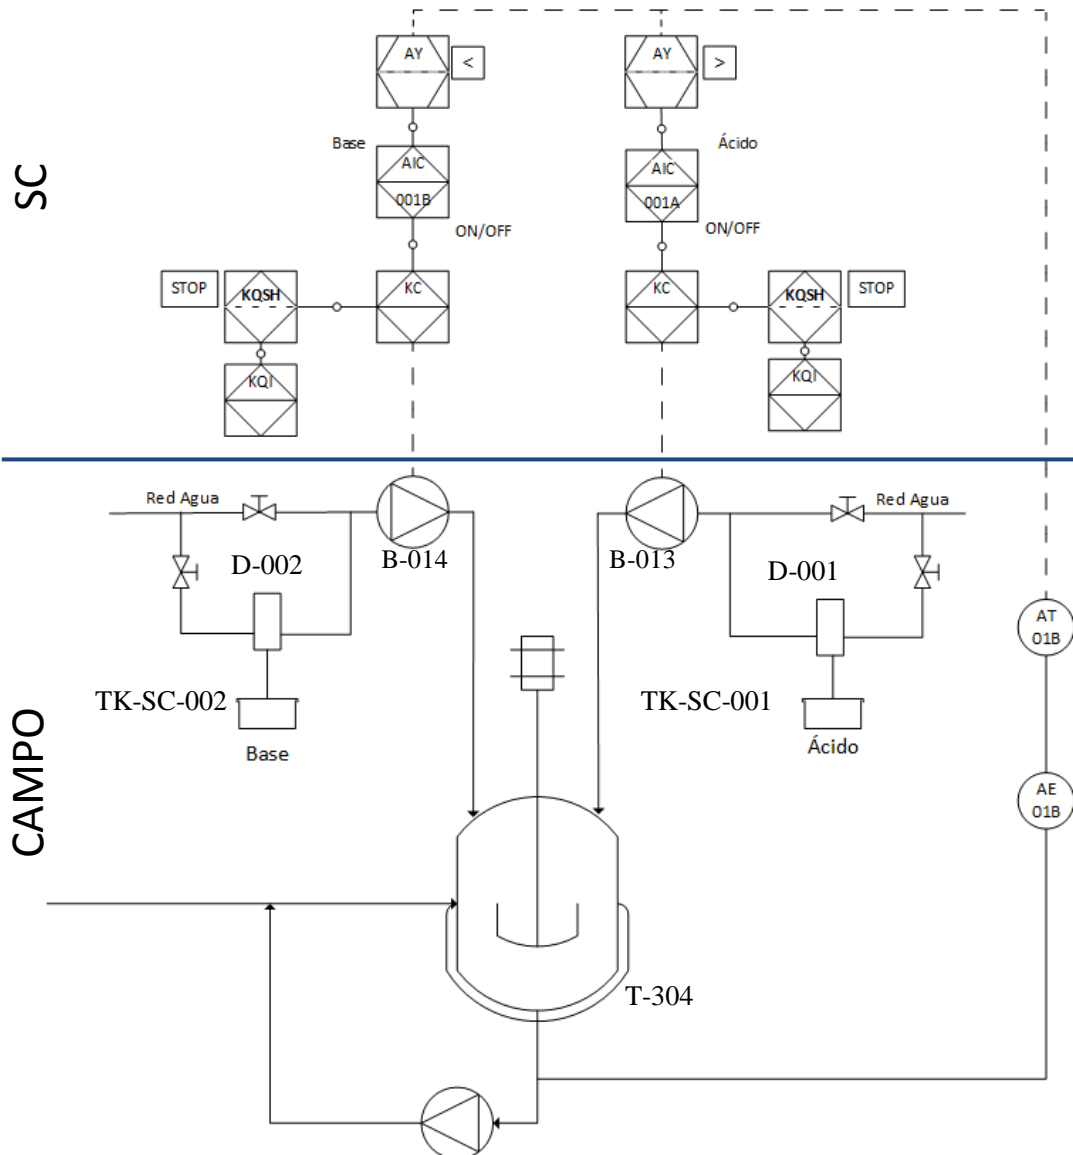 SC
AY
<
AY
>
Base
Ácido
AIC
001B
AIC
001A
ON/OFF
ON/OFF
STOP
KQSH
KC
KC
KQSH
STOP
KQI
KQI
CAMPO
Red Agua
Red Agua
D-002
B-014
B-013
D-001
AT
01B
TK-SC-002
TK-SC-001
Base
Ácido
AE
01B
T-304